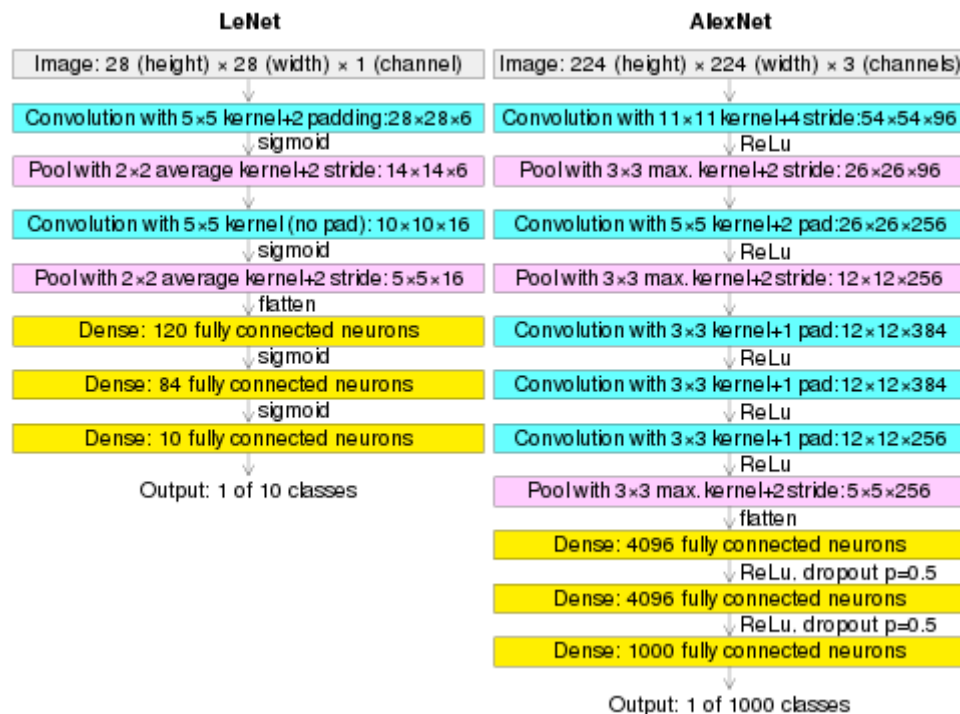 LeNet
Image: 28 (height) × 28 (width) × 1 (channel)
Convolution with 5×5 kernel+2 padding:28×28×6
sigmoid
Pool with 2×2 average kernel+2 stride: 14×14×6
Convolution with 5×5 kernel (no pad): 10×10×16
sigmoid
Pool with 2×2 average kernel+2 stride: 5×5×16
flatten
Dense: 120 fully connected neurons
sigmoid
Dense: 84 fully connected neurons
sigmoid
Dense: 10 fully connected neurons
Output: 1 of 10 classes
AlexNet
Image: 224 (height) × 224 (width) × 3 (channels)
Convolution with 11×11 kernel+4 stride:54×54×96
ReLu
Pool with 3×3 max. kernel+2 stride: 26×26×96
Convolution with 5×5 kernel+2 pad:26×26×256
ReLu
Pool with 3×3 max. kernel+2 stride: 12×12×256
Convolution with 3×3 kernel+1 pad:12×12×384
ReLu
Convolution with 3×3 kernel+1 pad:12×12×384
ReLu
Convolution with 3×3 kernel+1 pad:12×12×256
ReLu
Pool with 3×3 max. kernel+2 stride:5×5×256
flatten
Dense: 4096 fully connected neurons
ReLu, dropout p=0.5
Dense: 4096 fully connected neurons
ReLu, dropout p=0.5
Dense: 1000 fully connected neurons
Output: 1 of 1000 classes